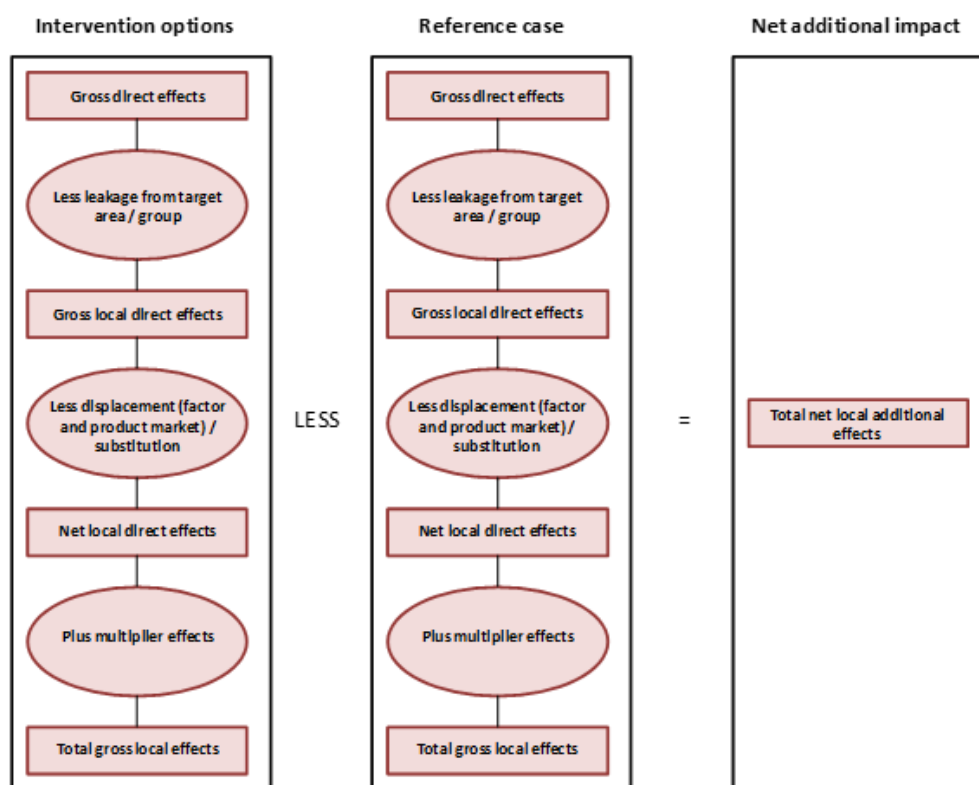 Intervention options
Gross direct effects
Less leakage from target
area / group
Gross local direct effects
Less displacement (factor
and product market) /
substitution
Net local direct effects
Plus multiplier effects
Total gross local effects
LESS
Reference case
Gross direct effects
Less leakage from target
area / group
Gross local direct effects
Less displacement (factor
and product market) /
substitution
Net local direct effects
Plus multiplier effects
Total gross local effects
=
Net additional impact
Total net local additional
effects